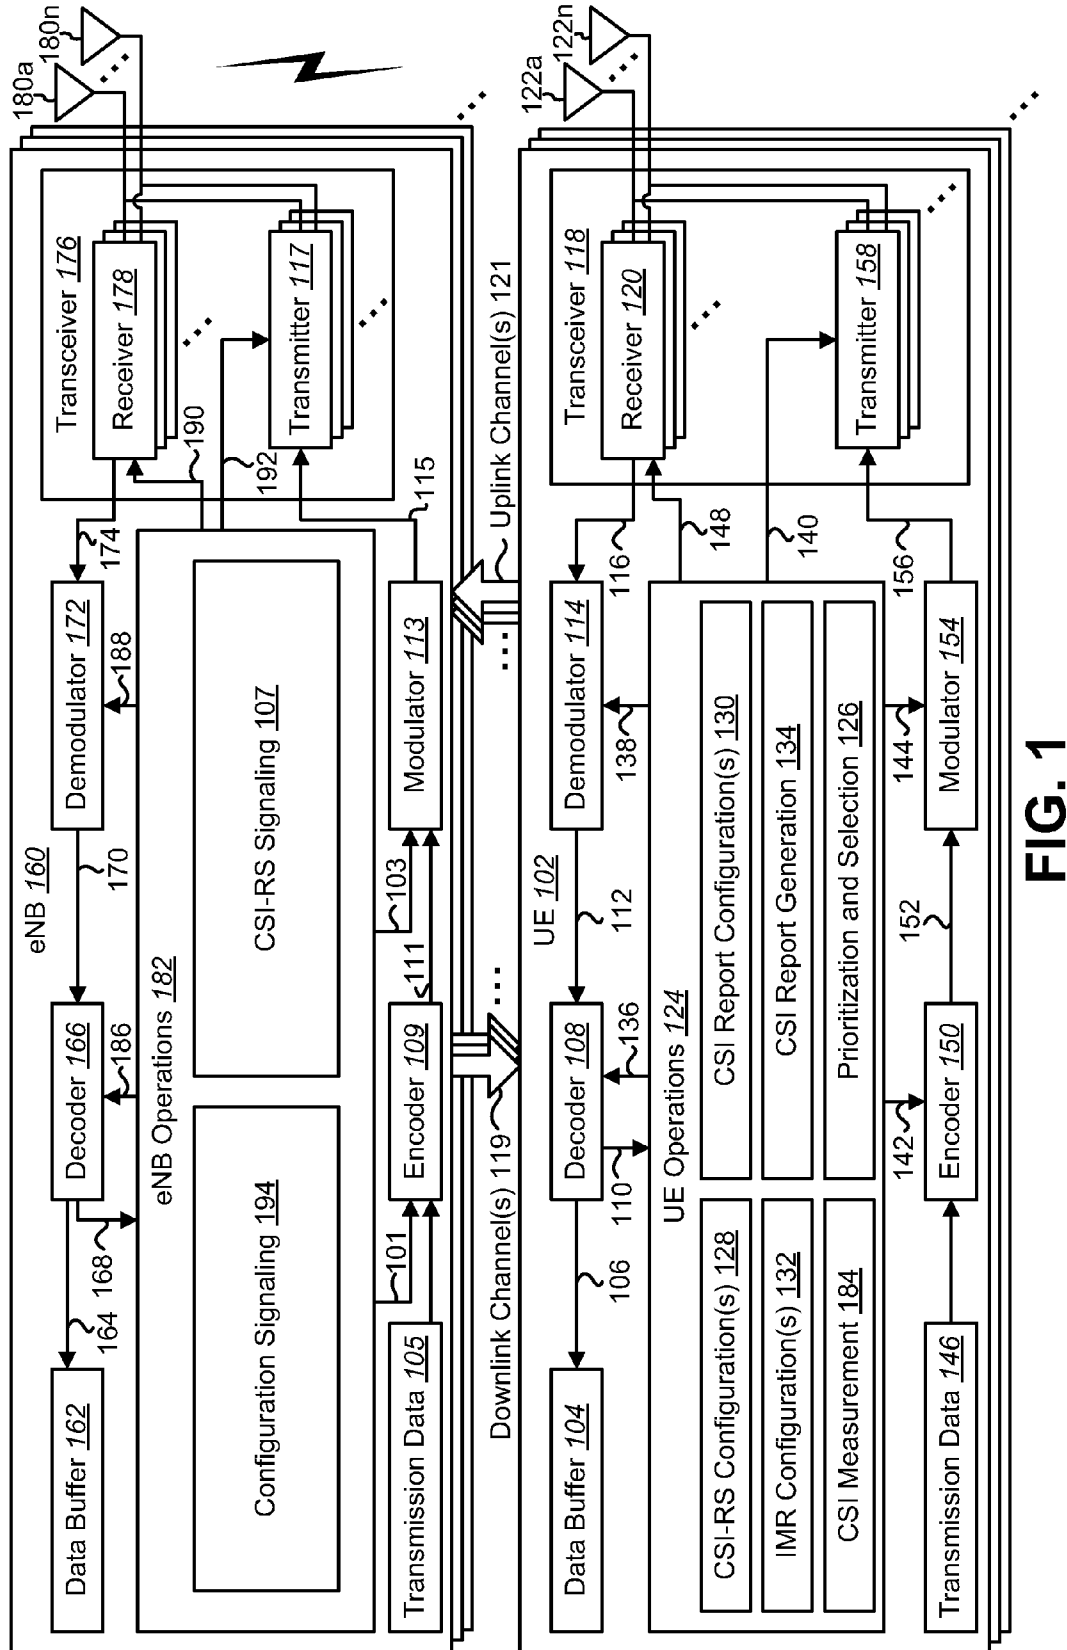 eNB 160
Data Buffer 162
164
Decoder 166
168
186
170
Demodulator 172
188
174
Transceiver 176
Receiver 178
180a
180n
190
192
Transmitter 117
eNB Operations 182
Configuration Signaling 194
CSI-RS Signaling 107
Transmission Data 105
101
Encoder 109
111
103
Modulator 113
115
Downlink Channel(s) 119
...
...
Uplink Channel(s) 121
UE 102
Data Buffer 104
106
Decoder 108
110
136
112
Demodulator 114
138
116
Transceiver 118
Receiver 120
122a
122n
148
140
Transmitter 158
UE Operations 124
CSI-RS Configuration(s) 128
CSI Report Configuration(s) 130
IMR Configuration(s) 132
CSI Report Generation 134
CSI Measurement 184
Prioritization and Selection 126
142
144
156
Transmission Data 146
Encoder 150
152
Modulator 154
FIG. 1